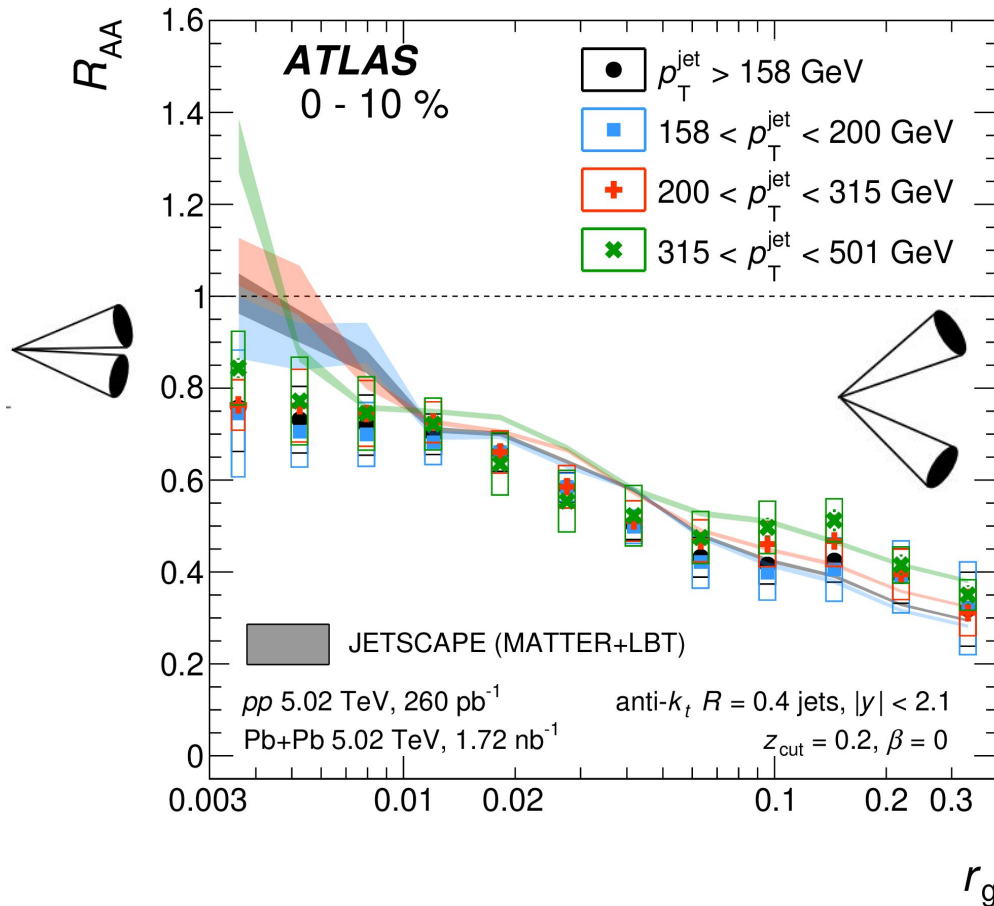 R_AA
1.6
1.4
1.2
1
0.8
0.6
0.4
0.2
0
ATLAS
0 - 10 %
p_T^jet > 158 GeV
158 < p_T^jet < 200 GeV
200 < p_T^jet < 315 GeV
315 < p_T^jet < 501 GeV
JETSCAPE (MATTER+LBT)
pp 5.02 TeV, 260 pb⁻¹
anti-k_t R = 0.4 jets, |y| < 2.1
Pb+Pb 5.02 TeV, 1.72 nb⁻¹
z_cut = 0.2, β = 0
0.003 0.01 0.02 0.1 0.2 0.3
r_g